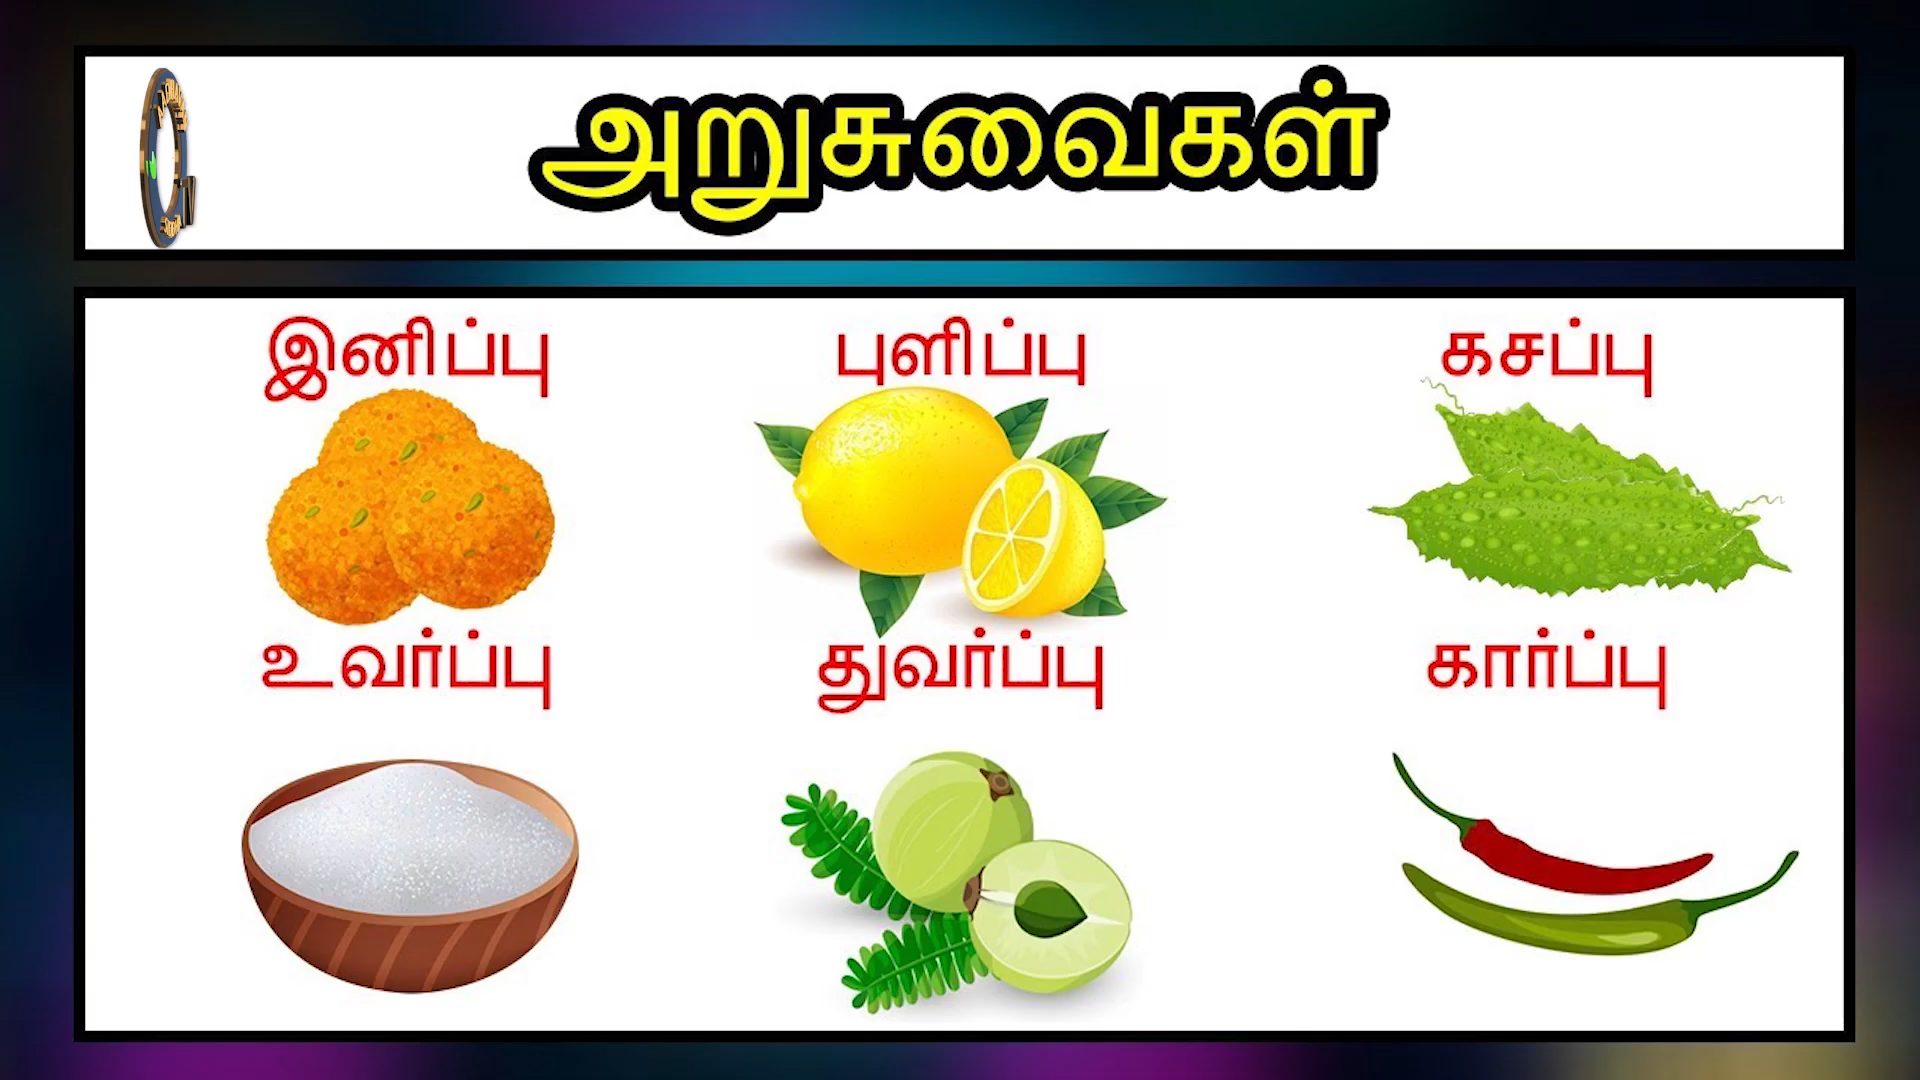 அறுசுவைகள்
இனிப்பு புளிப்பு கசப்பு
உவர்ப்பு துவர்ப்பு கார்ப்பு